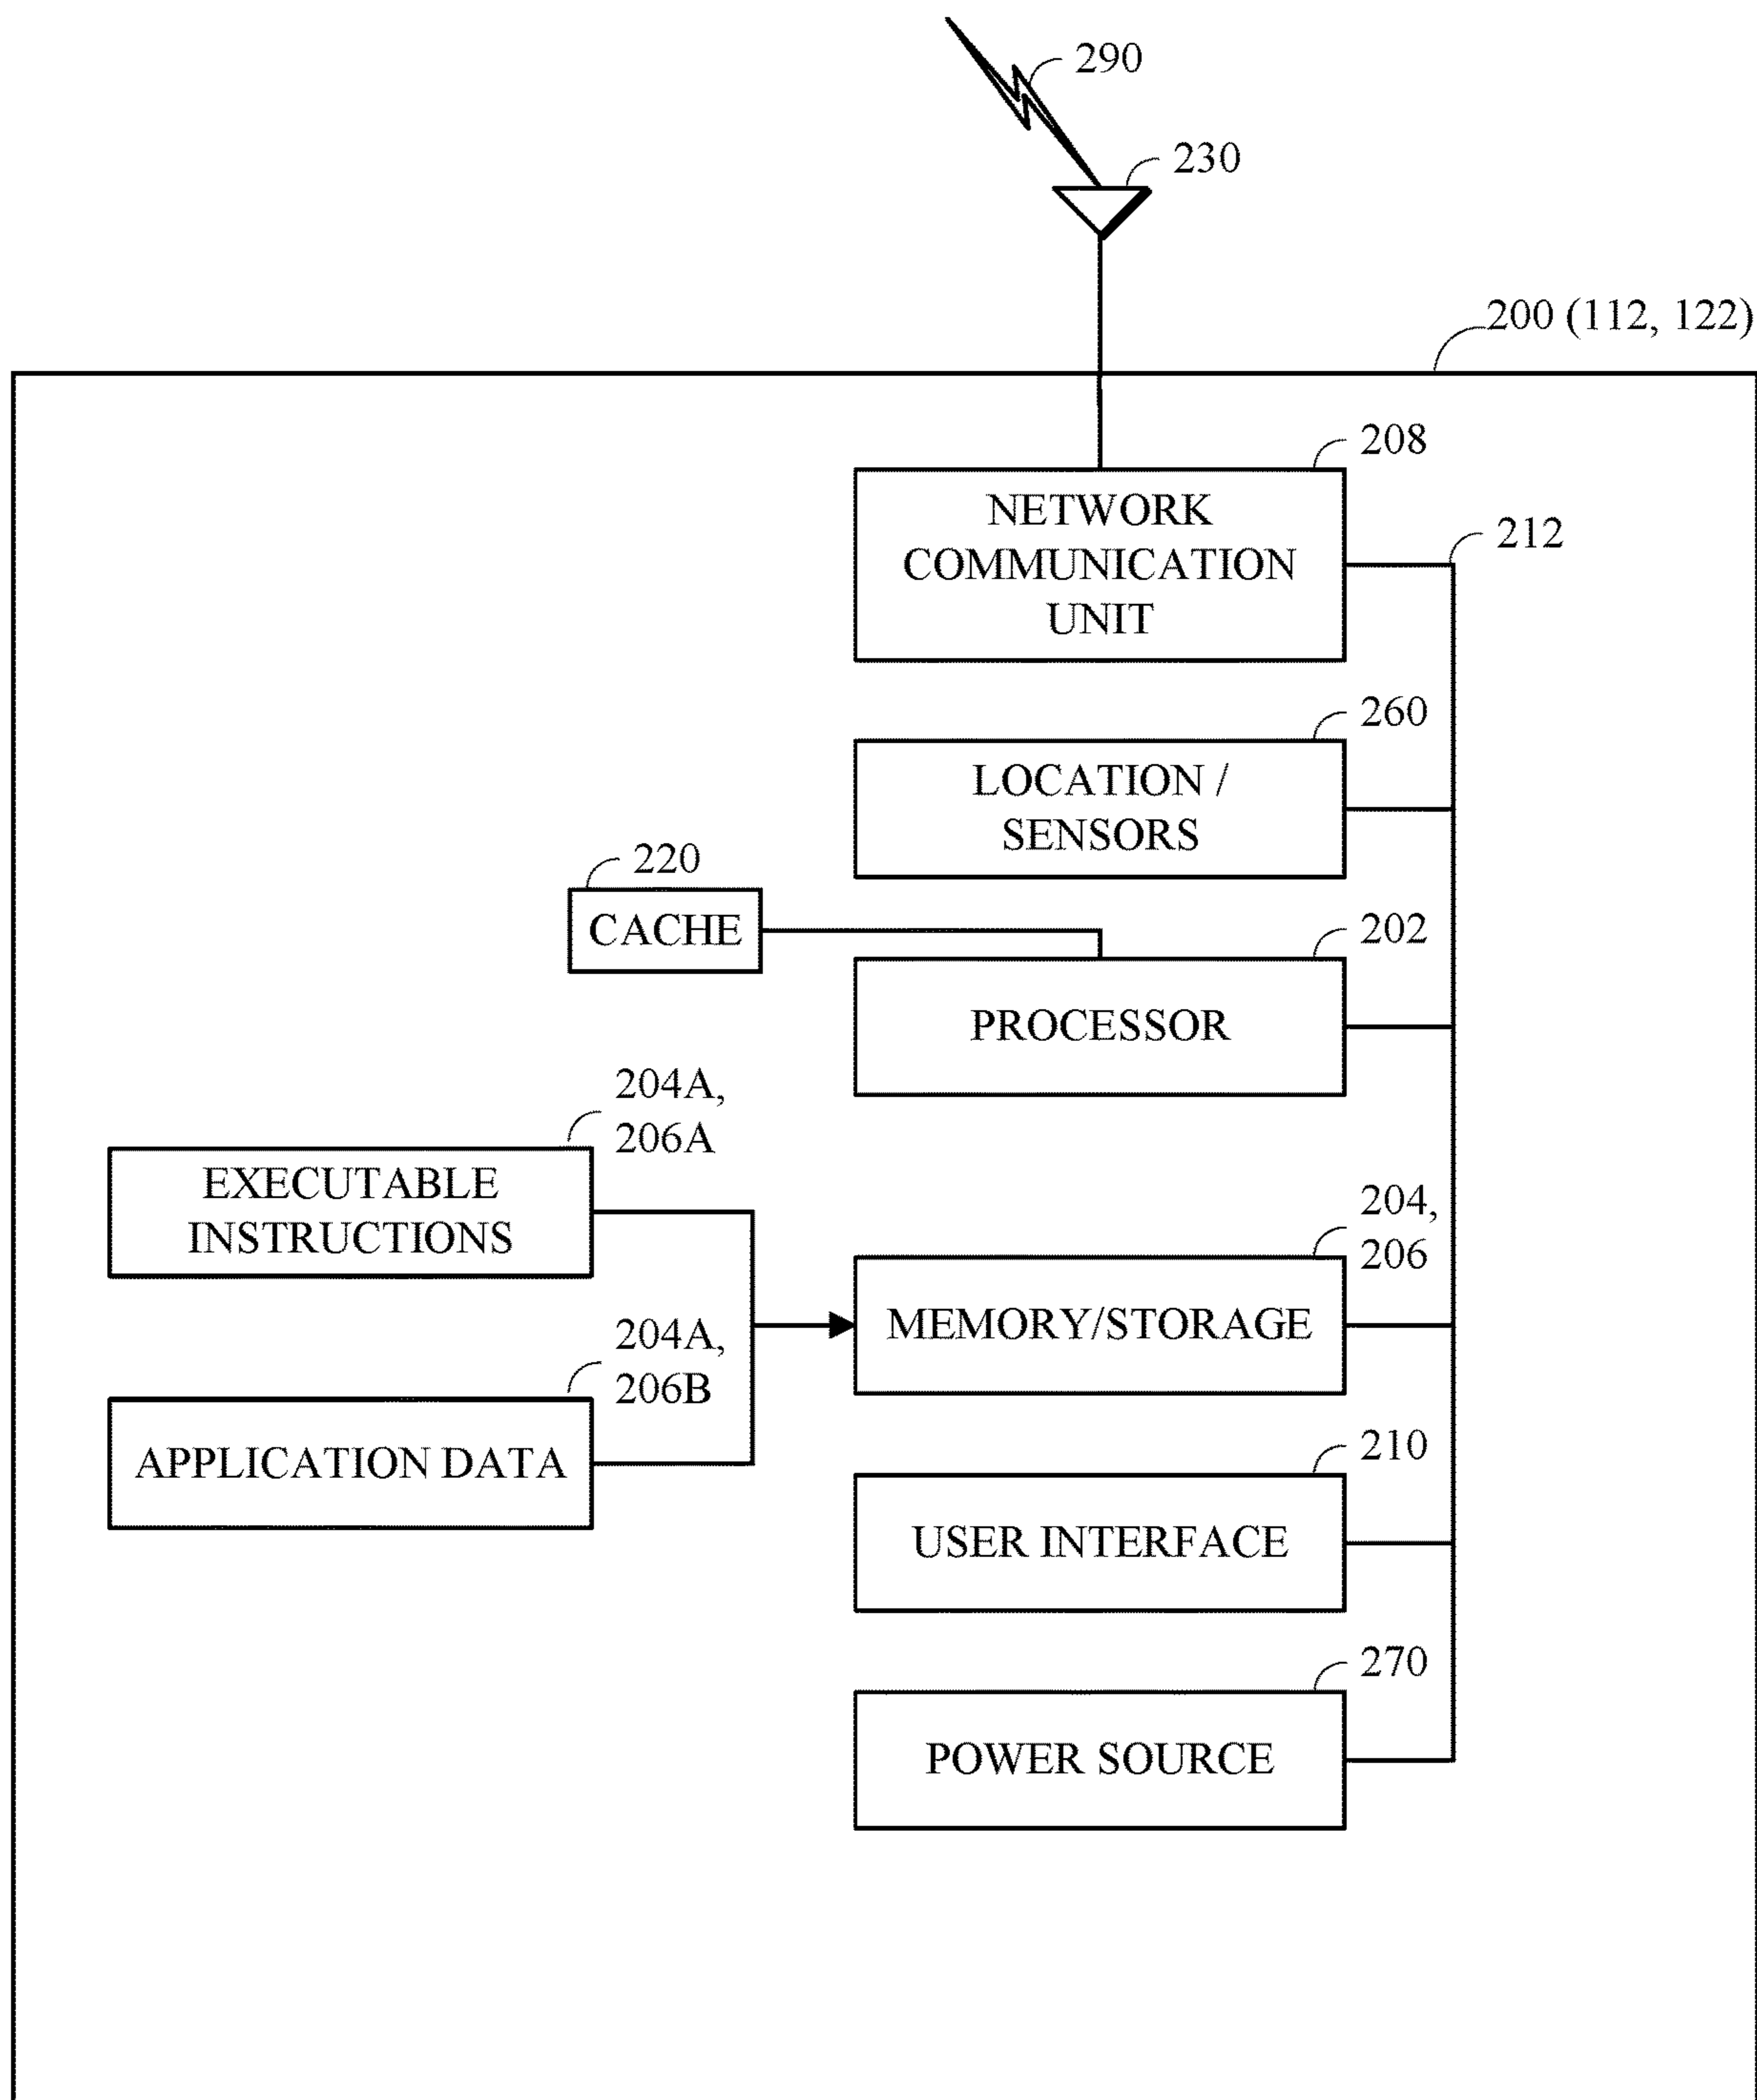 290
230
200 (112, 122)
208
NETWORK
COMMUNICATION
UNIT
212
260
LOCATION /
SENSORS
220
CACHE
202
PROCESSOR
204A,
206A
EXECUTABLE
INSTRUCTIONS
204,
206
MEMORY/STORAGE
204A,
206B
APPLICATION DATA
210
USER INTERFACE
270
POWER SOURCE